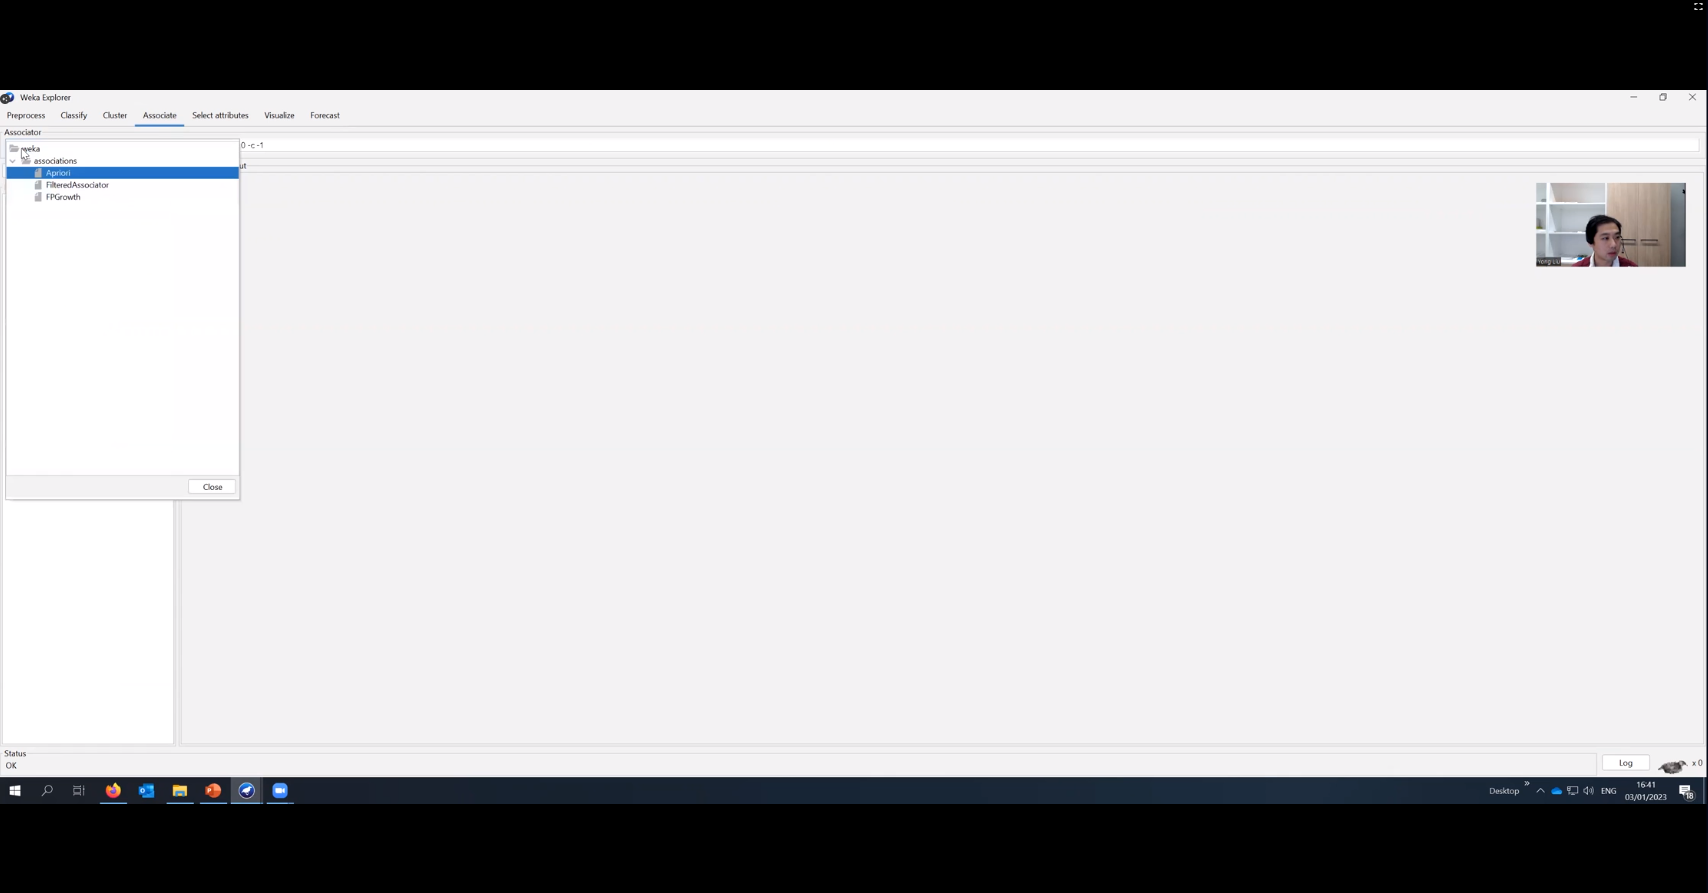 Weka Explorer
Preprocess Classify Cluster Associate Select attributes Visualize Forecast
Associator
weka
0 -c -1
associations
Apriori
FilteredAssociator
FPGrowth
Close
Status
OK
Log
x 0
Desktop
ENG
16:41
03/01/2023
18